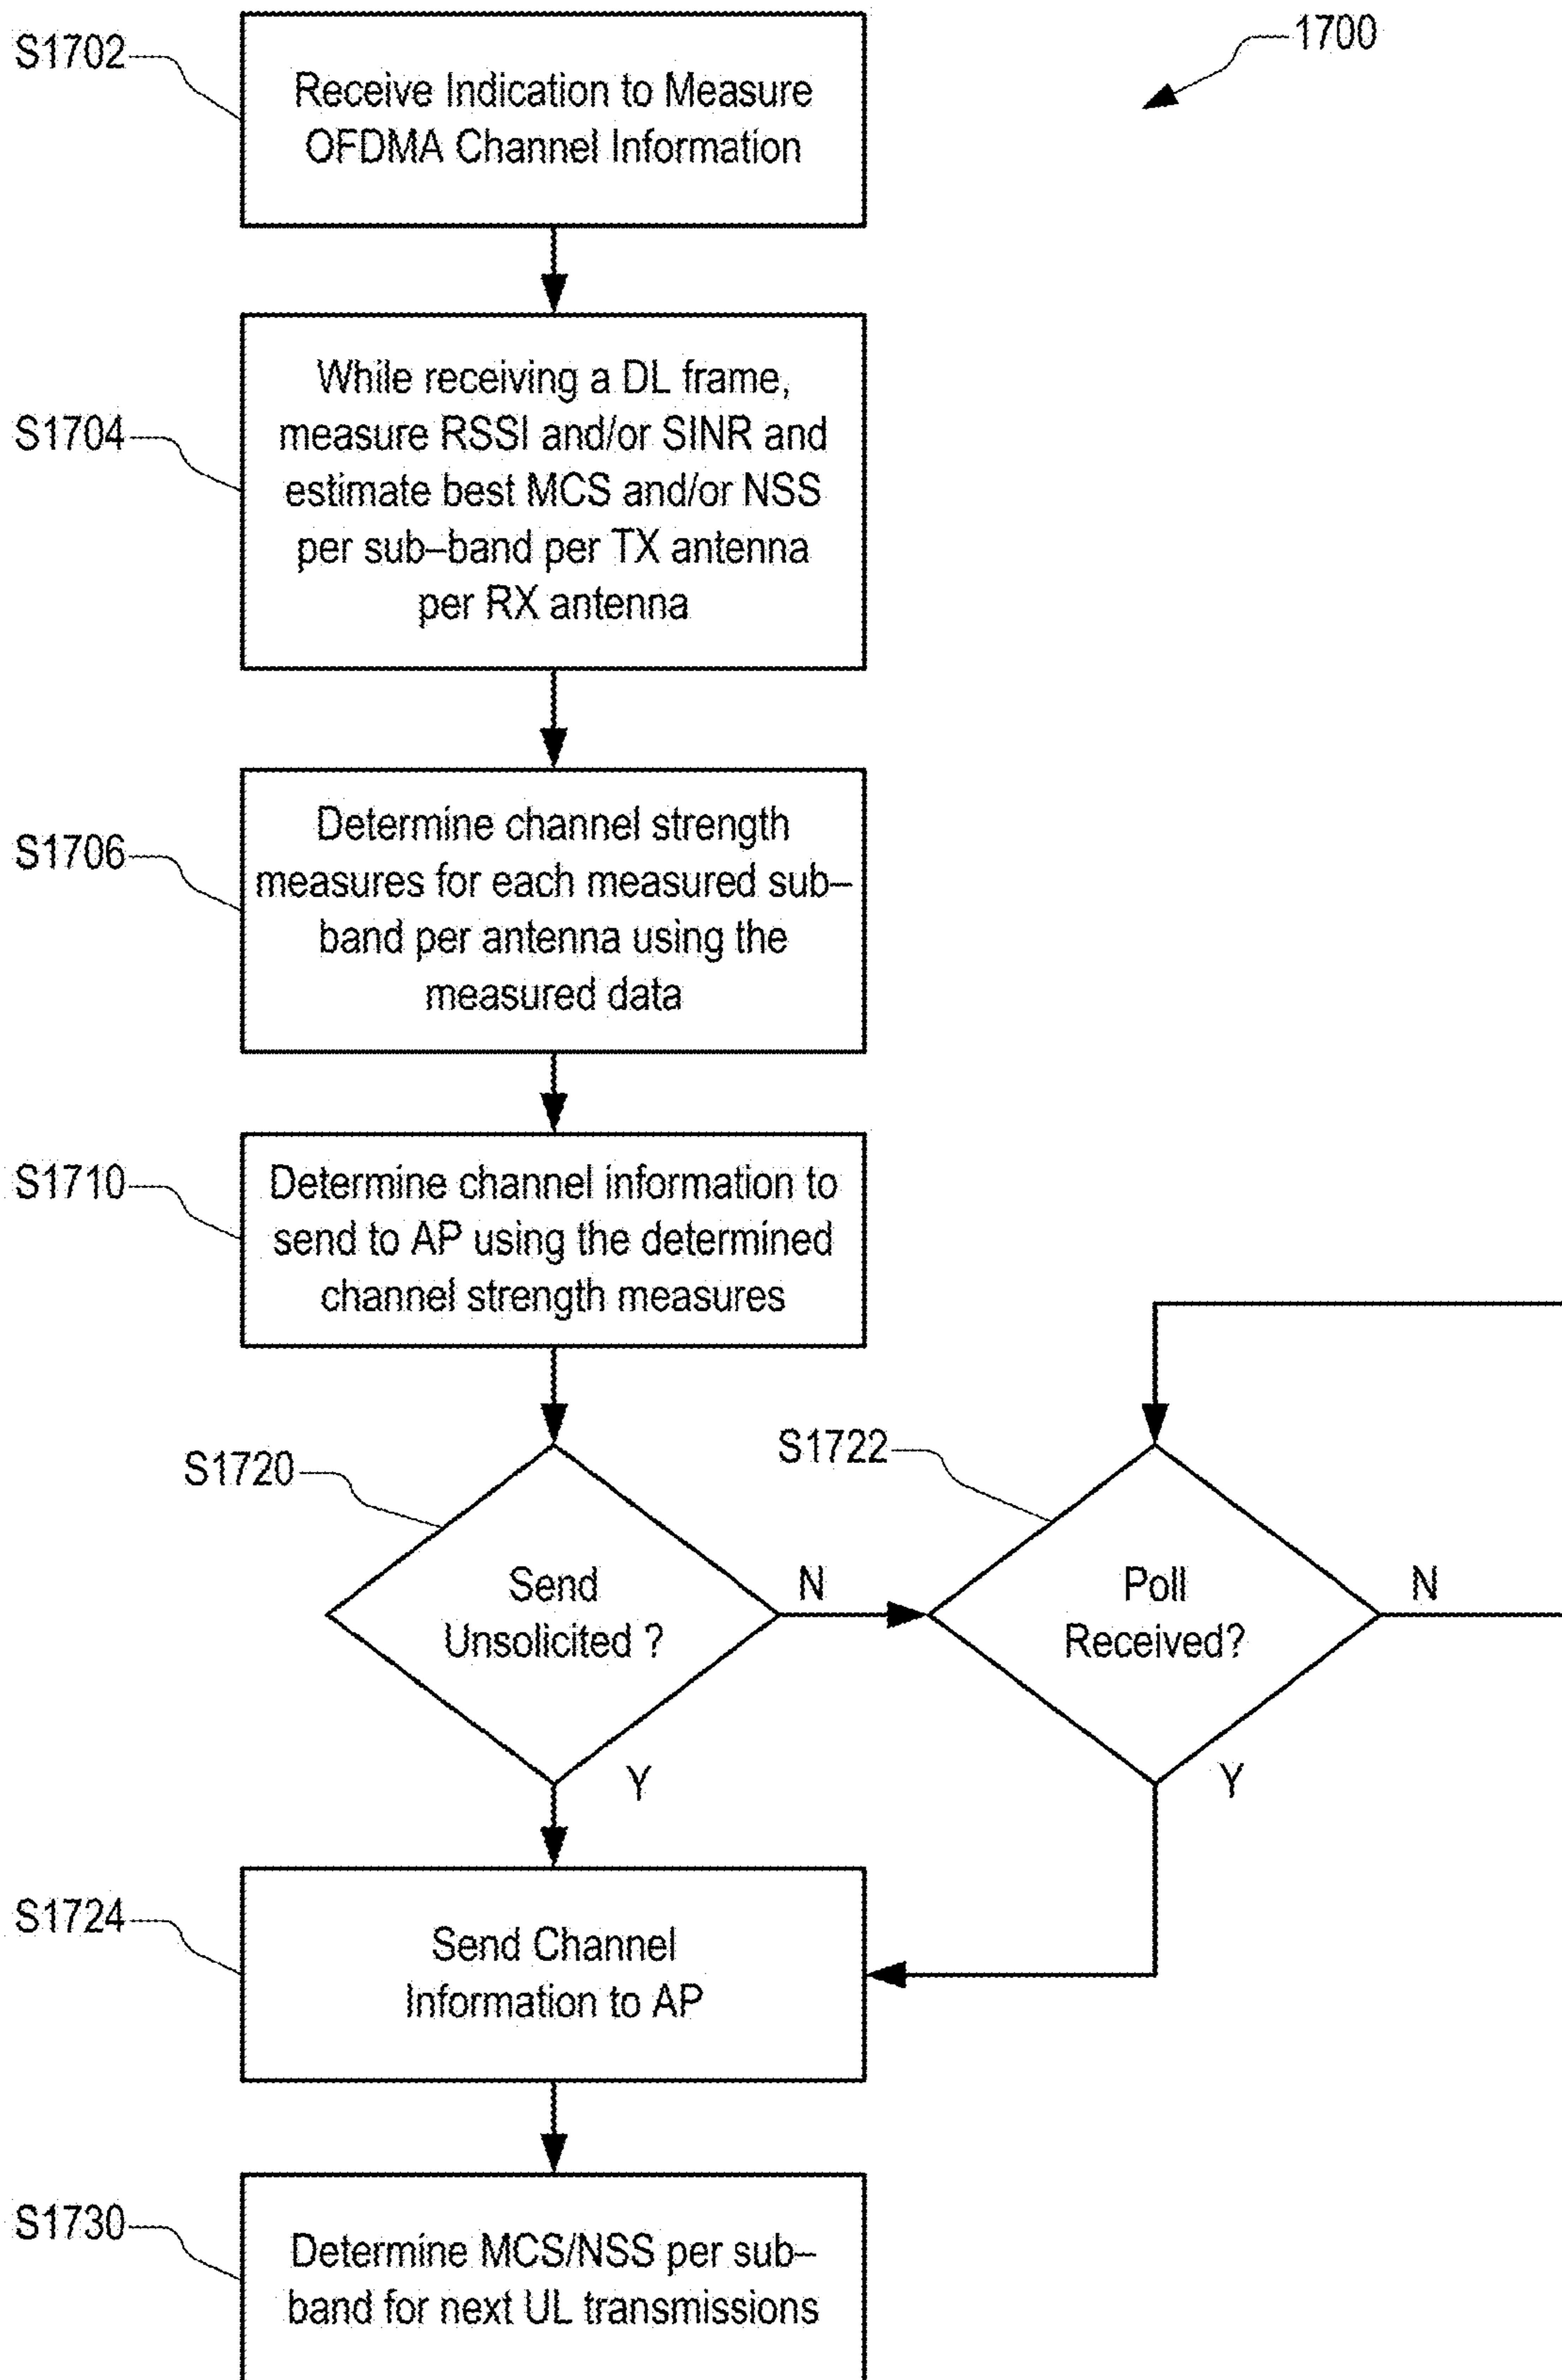 S1702
1700
Receive Indication to Measure
OFDMA Channel Information
S1704
While receiving a DL frame,
measure RSSI and/or SINR and
estimate best MCS and/or NSS
per sub–band per TX antenna
per RX antenna
S1706
Determine channel strength
measures for each measured sub–
band per antenna using the
measured data
S1710
Determine channel information to
send to AP using the determined
channel strength measures
S1720
Send
Unsolicited ?
N
Y
S1722
Poll
Received?
N
Y
S1724
Send Channel
Information to AP
S1730
Determine MCS/NSS per sub–
band for next UL transmissions